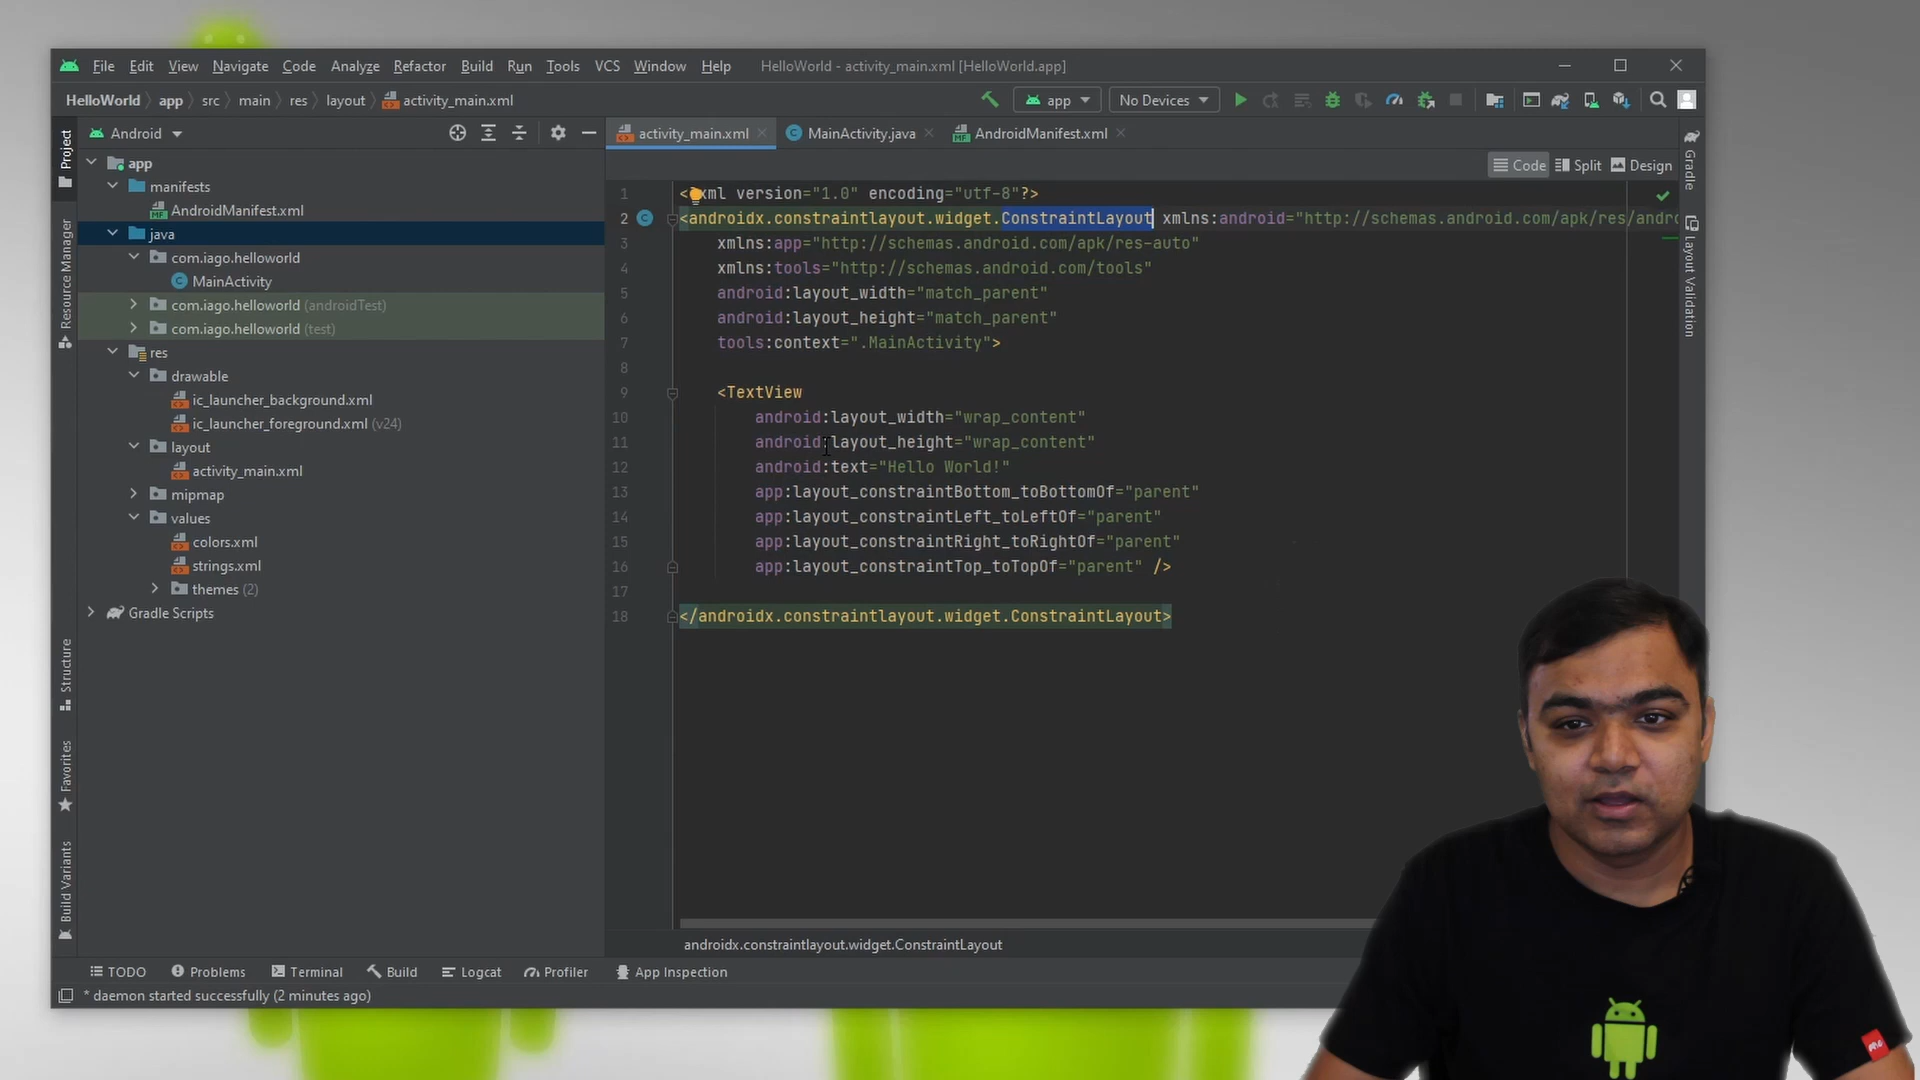 File Edit View Navigate Code Analyze Refactor Build Run Tools VCS Window Help HelloWorld - activity_main.xml [HelloWorld.app]
HelloWorld app src main res layout activity_main.xml app No Devices
Project
Android
activity_main.xml MainActivity.java AndroidManifest.xml
Code Split Design
app
manifests
AndroidManifest.xml
java
com.iago.helloworld
MainActivity
com.iago.helloworld (androidTest)
com.iago.helloworld (test)
res
drawable
ic_launcher_background.xml
ic_launcher_foreground.xml (v24)
layout
activity_main.xml
mipmap
values
colors.xml
strings.xml
themes (2)
Gradle Scripts
Resource Manager
Structure
Favorites
Build Variants
1 <?xml version="1.0" encoding="utf-8"?>
2 <androidx.constraintlayout.widget.ConstraintLayout xmlns:android="http://schemas.android.com/apk/res/andro
3 xmlns:app="http://schemas.android.com/apk/res-auto"
4 xmlns:tools="http://schemas.android.com/tools"
5 android:layout_width="match_parent"
6 android:layout_height="match_parent"
7 tools:context=".MainActivity">
8
9 <TextView
10 android:layout_width="wrap_content"
11 android:layout_height="wrap_content"
12 android:text="Hello World!"
13 app:layout_constraintBottom_toBottomOf="parent"
14 app:layout_constraintLeft_toLeftOf="parent"
15 app:layout_constraintRight_toRightOf="parent"
16 app:layout_constraintTop_toTopOf="parent" />
17
18 </androidx.constraintlayout.widget.ConstraintLayout>
Gradle
Layout Validation
androidx.constraintlayout.widget.ConstraintLayout
TODO Problems Terminal Build Logcat Profiler App Inspection
* daemon started successfully (2 minutes ago)